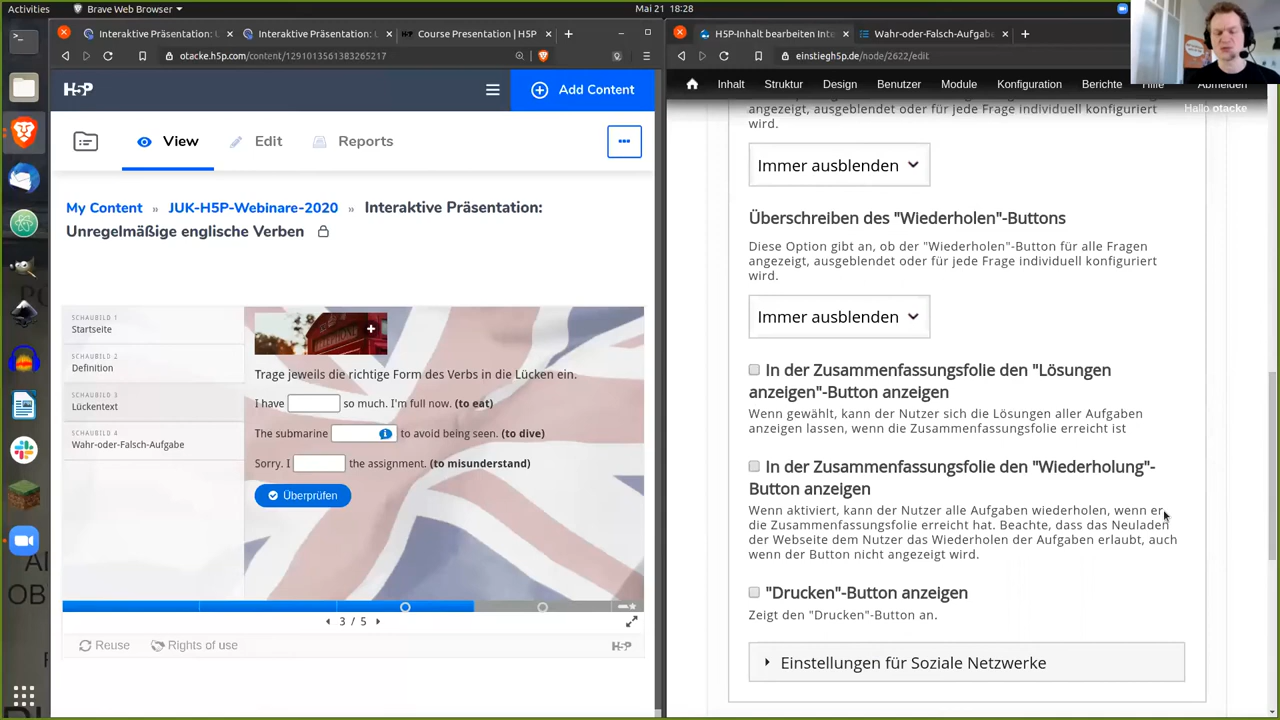 Activities
Brave Web Browser
Mai 21 18:28
Interaktive Präsentation: U
Interaktive Präsentation: U
Course Presentation | H5P
otacke.h5p.com/content/1291013561383265317
H5P
Add Content
View
Edit
Reports
My Content » JUK-H5P-Webinare-2020 » Interaktive Präsentation:
Unregelmäßige englische Verben
SCHAUBILD 1
Startseite
SCHAUBILD 2
Definition
SCHAUBILD 3
Lückentext
SCHAUBILD 4
Wahr-oder-Falsch-Aufgabe
TELEPHONE
Trage jeweils die richtige Form des Verbs in die Lücken ein.
I have so much. I'm full now. (to eat)
The submarine to avoid being seen. (to dive)
Sorry. I the assignment. (to misunderstand)
Überprüfen
3 / 5
Reuse
Rights of use
H5P
H5P-Inhalt bearbeiten Inte
Wahr-oder-Falsch-Aufgabe
einstiegh5p.de/node/2622/edit
Inhalt
Struktur
Design
Benutzer
Module
Konfiguration
Berichte
Hilfe
Abmelden
Hallo otacke
angezeigt, ausgeblendet oder für jede Frage individuell konfiguriert
wird.
Immer ausblenden
Überschreiben des "Wiederholen"-Buttons
Diese Option gibt an, ob der "Wiederholen"-Button für alle Fragen
angezeigt, ausgeblendet oder für jede Frage individuell konfiguriert
wird.
Immer ausblenden
In der Zusammenfassungsfolie den "Lösungen
anzeigen"-Button anzeigen
Wenn gewählt, kann der Nutzer sich die Lösungen aller Aufgaben
anzeigen lassen, wenn die Zusammenfassungsfolie erreicht ist
In der Zusammenfassungsfolie den "Wiederholung"-
Button anzeigen
Wenn aktiviert, kann der Nutzer alle Aufgaben wiederholen, wenn er
die Zusammenfassungsfolie erreicht hat. Beachte, dass das Neuladen
der Webseite dem Nutzer das Wiederholen der Aufgaben erlaubt, auch
wenn der Button nicht angezeigt wird.
"Drucken"-Button anzeigen
Zeigt den "Drucken"-Button an.
Einstellungen für Soziale Netzwerke